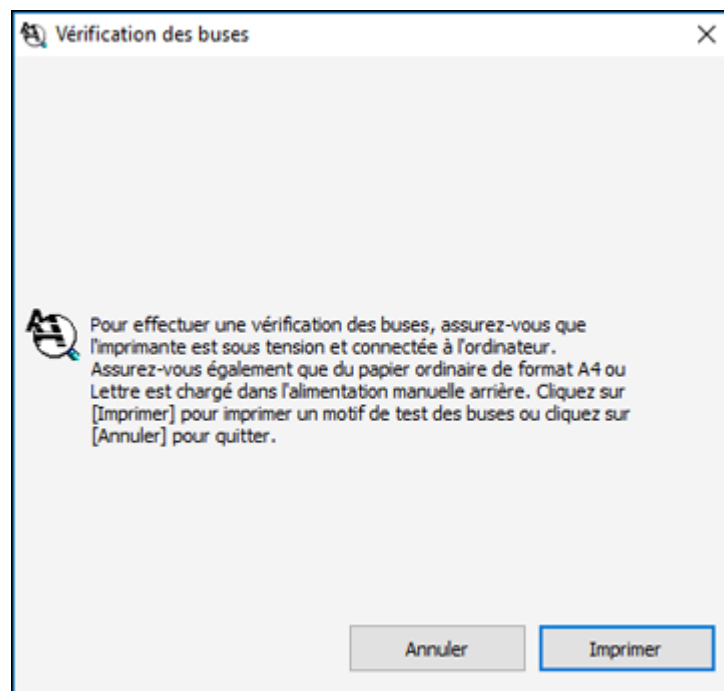 Vérification des buses
Pour effectuer une vérification des buses, assurez-vous que
l'imprimante est sous tension et connectée à l'ordinateur.
Assurez-vous également que du papier ordinaire de format A4 ou
Lettre est chargé dans l'alimentation manuelle arrière. Cliquez sur
[Imprimer] pour imprimer un motif de test des buses ou cliquez sur
[Annuler] pour quitter.
Annuler
Imprimer